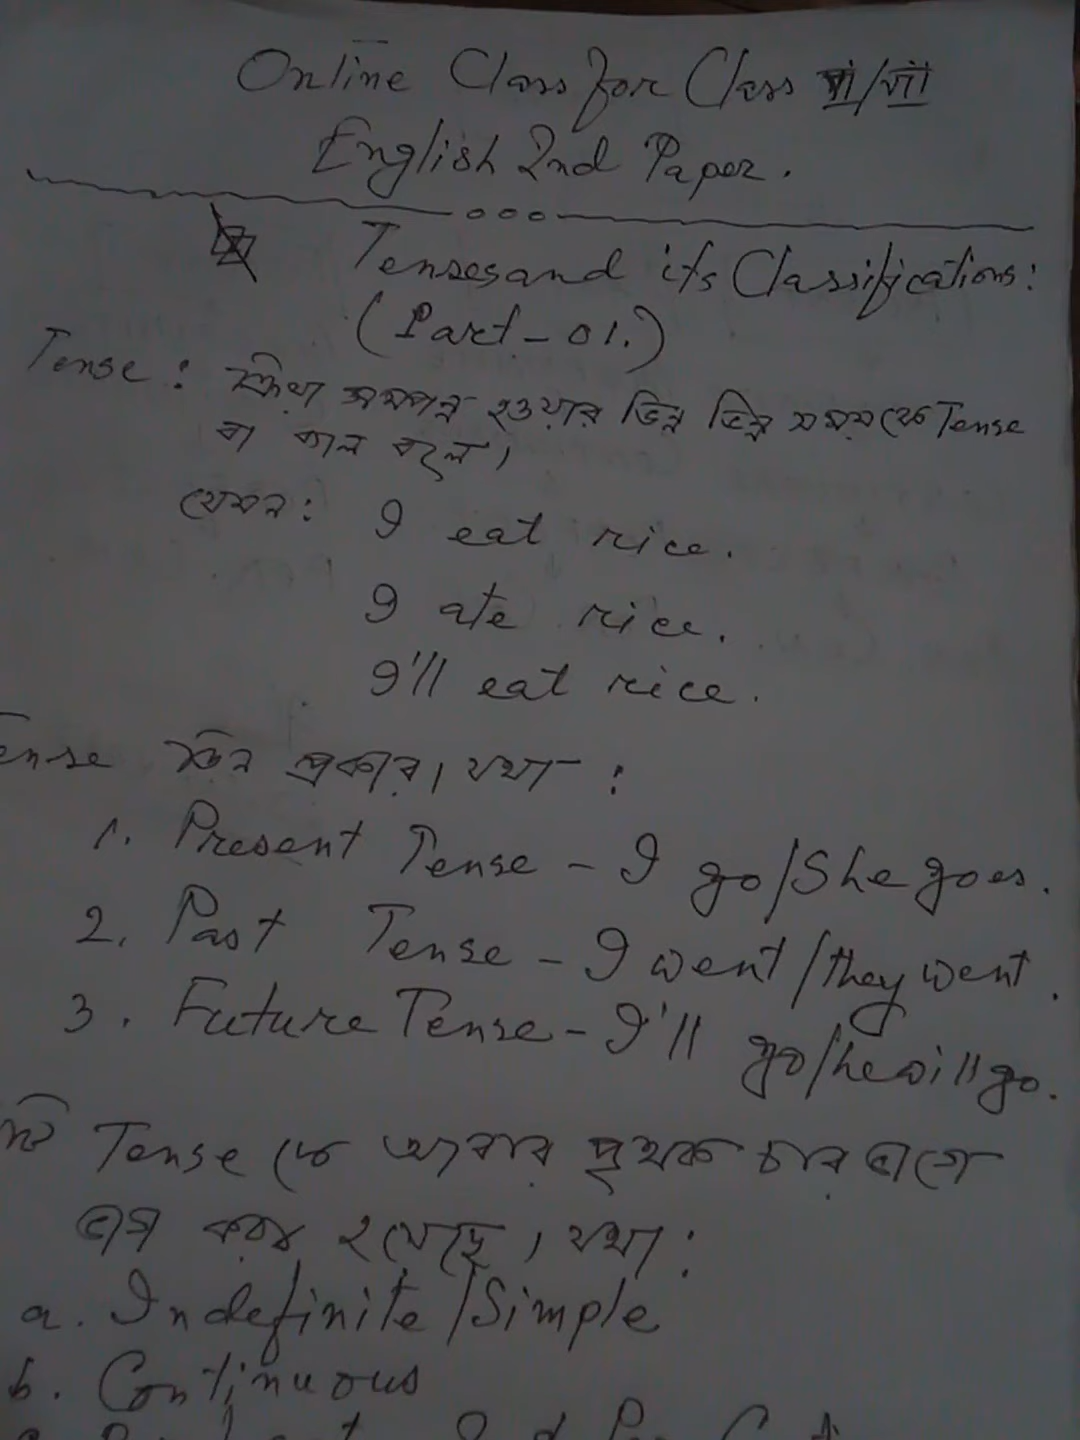 Online Class for Class vi/vii
English 2nd Paper.
Tenses and its Classifications:
(Part-01.)
Tense: ক্রিয়া সম্পন্ন হওয়ার ভিন্ন ভিন্ন সময়কে Tense
বা কাল বলে।
যেমন: I eat rice.
I ate rice.
I'll eat rice.
ense তিন প্রকার। যথা:
1. Present Tense - I go/She goes.
2. Past Tense - I went/they went.
3. Future Tense - I'll go/he will go.
Tense কে আবার পৃথক চার ভাগে
ভাগ করা হয়েছে। যথা:
a. Indefinite/Simple
b. Continuous